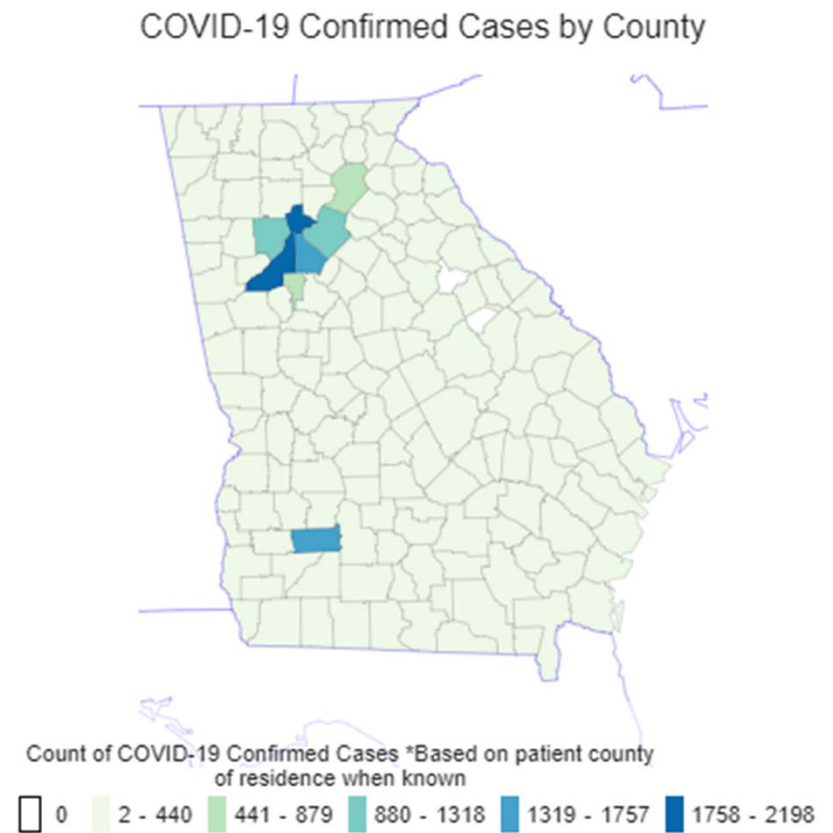 COVID-19 Confirmed Cases by County
Count of COVID-19 Confirmed Cases *Based on patient county
of residence when known
0 2 - 440 441 - 879 880 - 1318 1319 - 1757 1758 - 2198